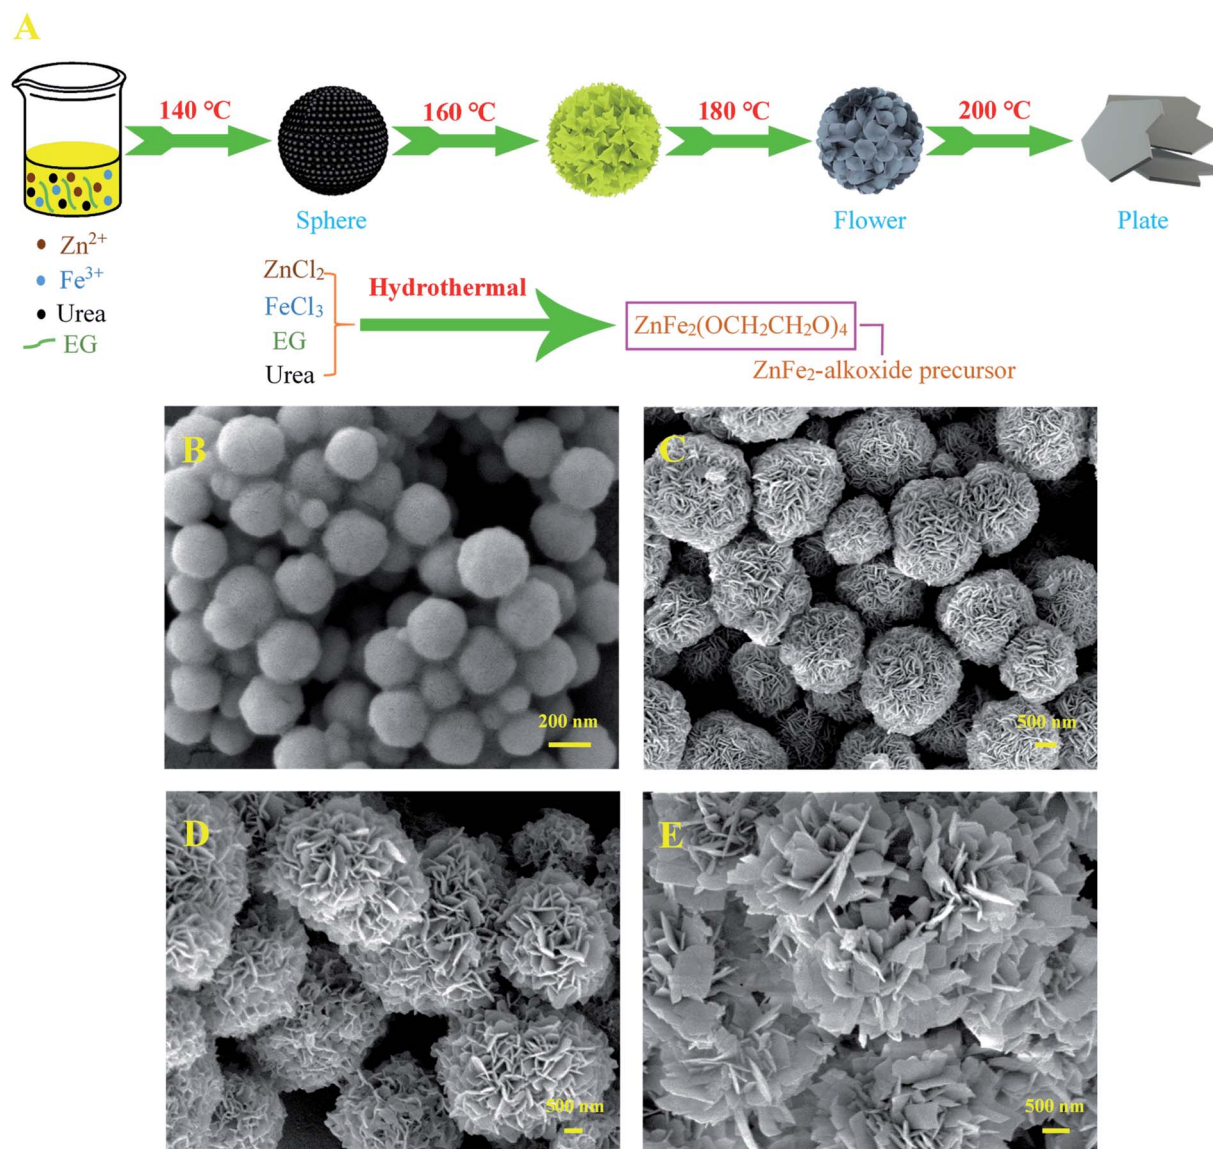 A
140 °C
160 °C
180 °C
200 °C
Sphere
Flower
Plate
Zn²⁺
Fe³⁺
Urea
EG
ZnCl₂
FeCl₃
EG
Urea
Hydrothermal
ZnFe₂(OCH₂CH₂O)₄
ZnFe₂-alkoxide precursor
B
200 nm
C
500 nm
D
500 nm
E
500 nm